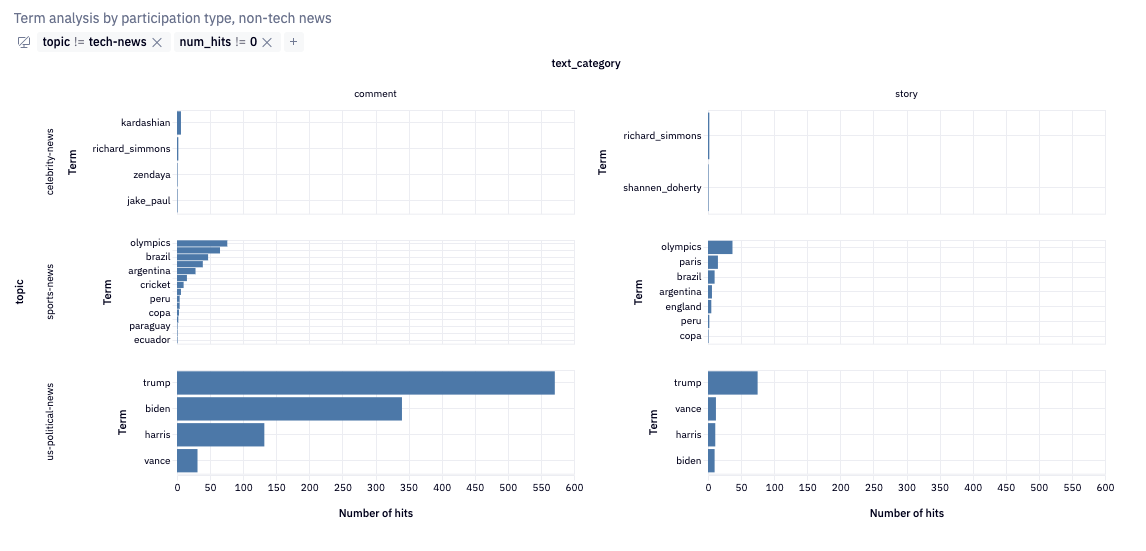 Term analysis by participation type, non-tech news
topic != tech-news
num_hits != 0
+
text_category
comment
story
topic
celebrity-news
Term
kardashian
richard_simmons
zendaya
jake_paul
Term
richard_simmons
shannen_doherty
sports-news
Term
olympics
brazil
argentina
cricket
peru
copa
paraguay
ecuador
Term
olympics
paris
brazil
argentina
england
peru
copa
us-political-news
Term
trump
biden
harris
vance
Term
trump
vance
harris
biden
0 50 100 150 200 250 300 350 400 450 500 550 600
0 50 100 150 200 250 300 350 400 450 500 550 600
Number of hits
Number of hits